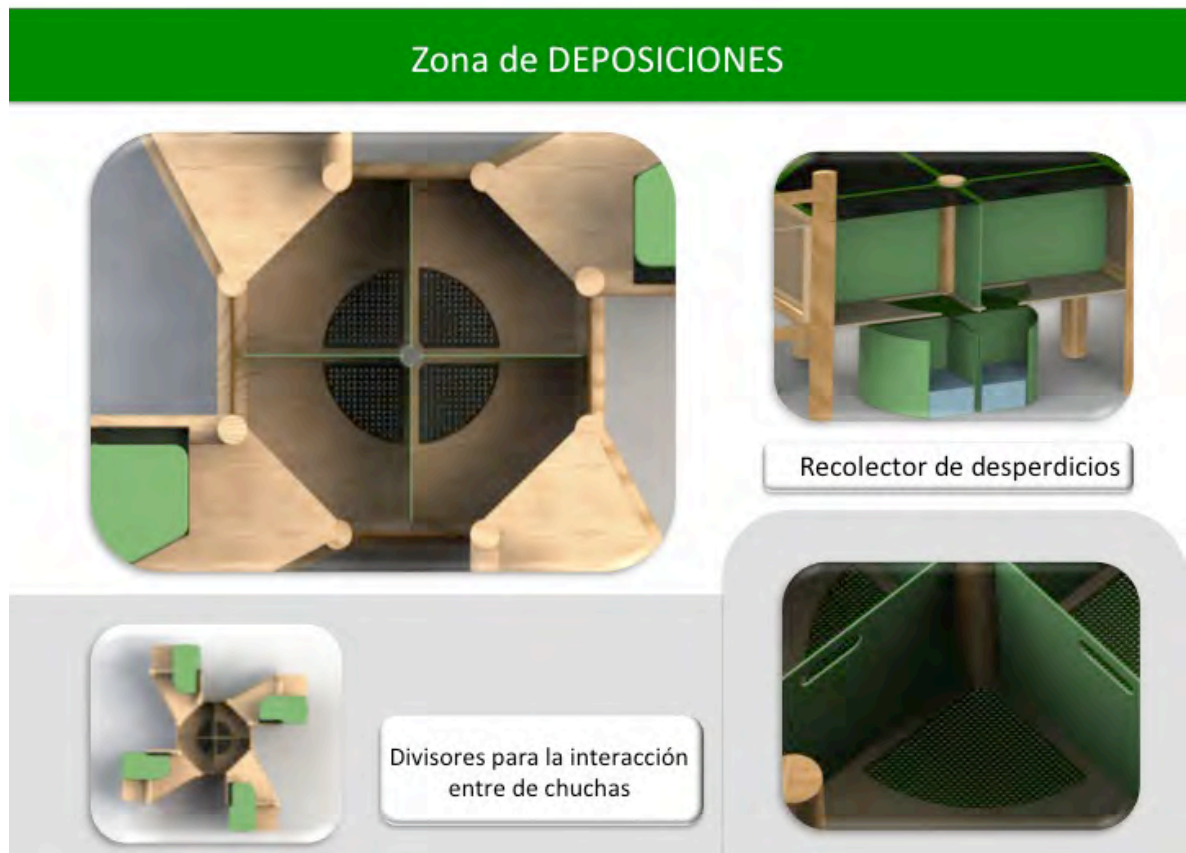 Zona de DEPOSICIONES
Recolector de desperdicios
Divisores para la interacción
entre de chuchas